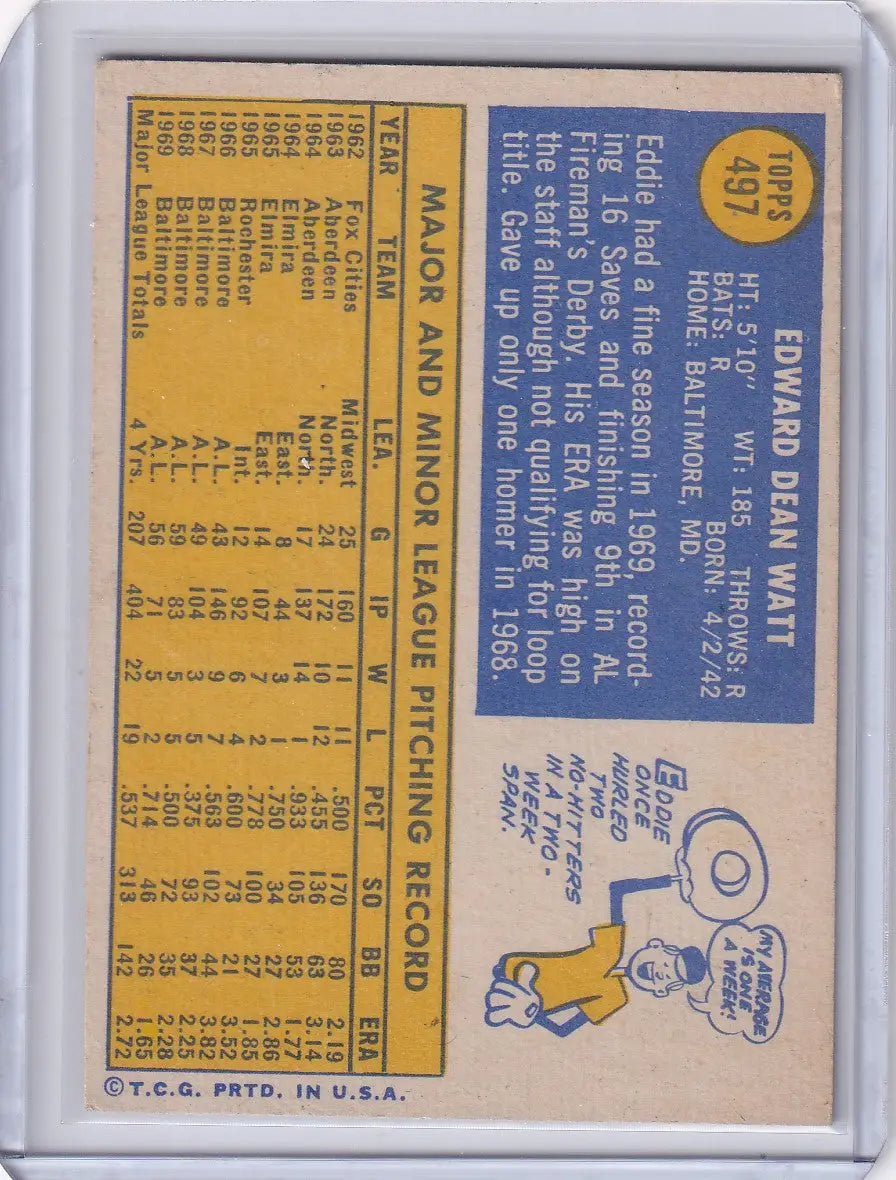 TOPPS
497
EDWARD DEAN WATT
HT: 5'10" WT: 185 THROWS: R
BATS: R BORN: 4/2/42
HOME: BALTIMORE, MD.
Eddie had a fine season in 1969, record-
ing 16 Saves and finishing 9th in AL
Fireman's Derby. His ERA was high on
the staff although not qualifying for loop
title. Gave up only one homer in 1968.
EDDIE
ONCE
HURLED
TWO
NO-HITTERS
IN A TWO-
WEEK
SPAN.
MY AVERAGE
IS ONE
A WEEK!
MAJOR AND MINOR LEAGUE PITCHING RECORD
YEAR TEAM LEA. G IP W L PCT SO BB ERA
1962 Fox Cities Midwest 25 160 11 11 .500 170 80 2.19
1963 Aberdeen North. 24 172 10 12 .455 136 63 3.14
1964 Aberdeen North. 17 137 14 1 .933 105 53 1.77
1964 Elmira East. 8 44 3 1 .750 34 27 2.86
1965 Elmira East. 14 107 7 2 .778 100 27 1.85
1965 Rochester Int. 12 92 6 4 .600 73 21 3.52
1966 Baltimore A.L. 43 146 9 7 .563 102 44 3.82
1967 Baltimore A.L. 49 104 3 5 .375 93 37 2.25
1968 Baltimore A.L. 59 83 5 5 .500 72 35 2.28
1969 Baltimore A.L. 56 71 5 2 .714 46 26 1.65
Major League Totals 4 Yrs. 207 404 22 19 .537 313 142 2.72
© T.C.G. PRTD. IN U.S.A.